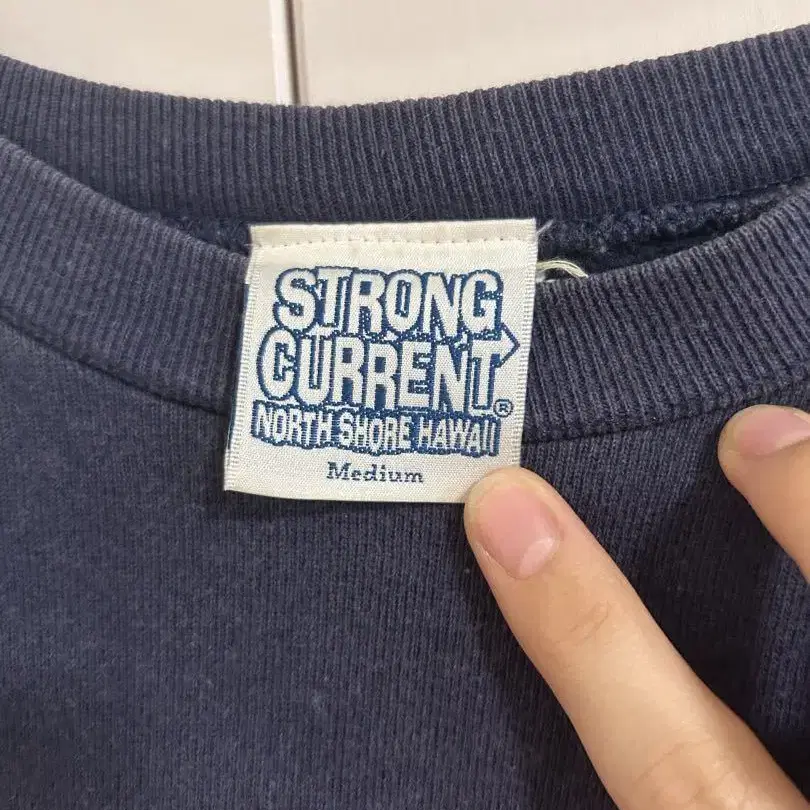 STRONG
CURRENT®
NORTH SHORE HAWAII
Medium